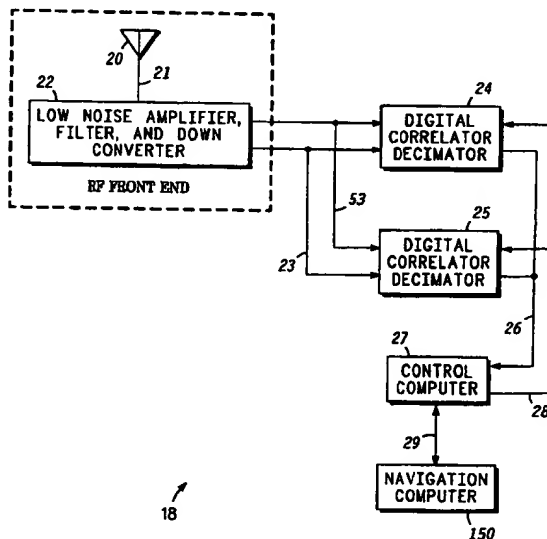 20
21
22
LOW NOISE AMPLIFIER,
FILTER, AND DOWN
CONVERTER
RF FRONT END
24
DIGITAL
CORRELATOR
DECIMATOR
53
23
25
DIGITAL
CORRELATOR
DECIMATOR
26
27
CONTROL
COMPUTER
28
29
NAVIGATION
COMPUTER
150
18